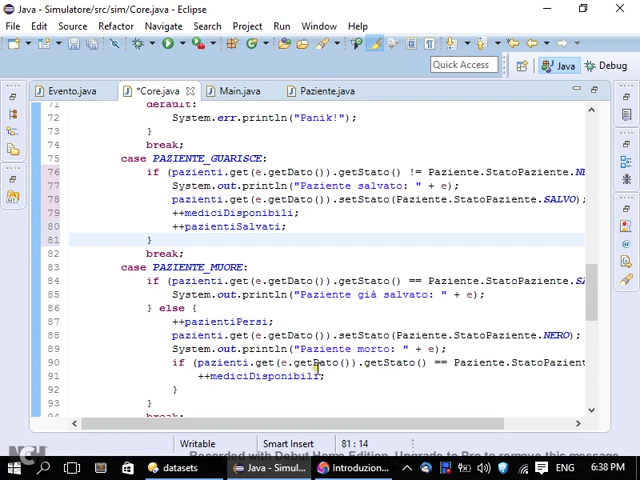 Java - Simulatore/src/sim/Core.java - Eclipse
File Edit Source Refactor Navigate Search Project Run Window Help
Quick Access Java Debug
Evento.java *Core.java Main.java Paziente.java
71 default:
72 System.err.println("Panik!");
73 }
74 break;
75 case PAZIENTE_GUARISCE:
76 if (pazienti.get(e.getDato()).getStato() != Paziente.StatoPaziente.NE
77 System.out.println("Paziente salvato: " + e);
78 pazienti.get(e.getDato()).setStato(Paziente.StatoPaziente.SALVO);
79 ++mediciDisponibili;
80 ++pazientiSalvati;
81 }
82 break;
83 case PAZIENTE_MUORE:
84 if (pazienti.get(e.getDato()).getStato() == Paziente.StatoPaziente.SA
85 System.out.println("Paziente già salvato: " + e);
86 } else {
87 ++pazientiPersi;
88 pazienti.get(e.getDato()).setStato(Paziente.StatoPaziente.NERO);
89 System.out.println("Paziente morto: " + e);
90 if (pazienti.get(e.getDato()).getStato() == Paziente.StatoPazient
91 ++mediciDisponibili;
92 }
93 }
94 break;
Writable Smart Insert 81 : 14
Recorded with Debut Home Edition. Upgrade to Pro to remove this message.
NCH
datasets Java - Simul... Introduzion... ENG 6:38 PM